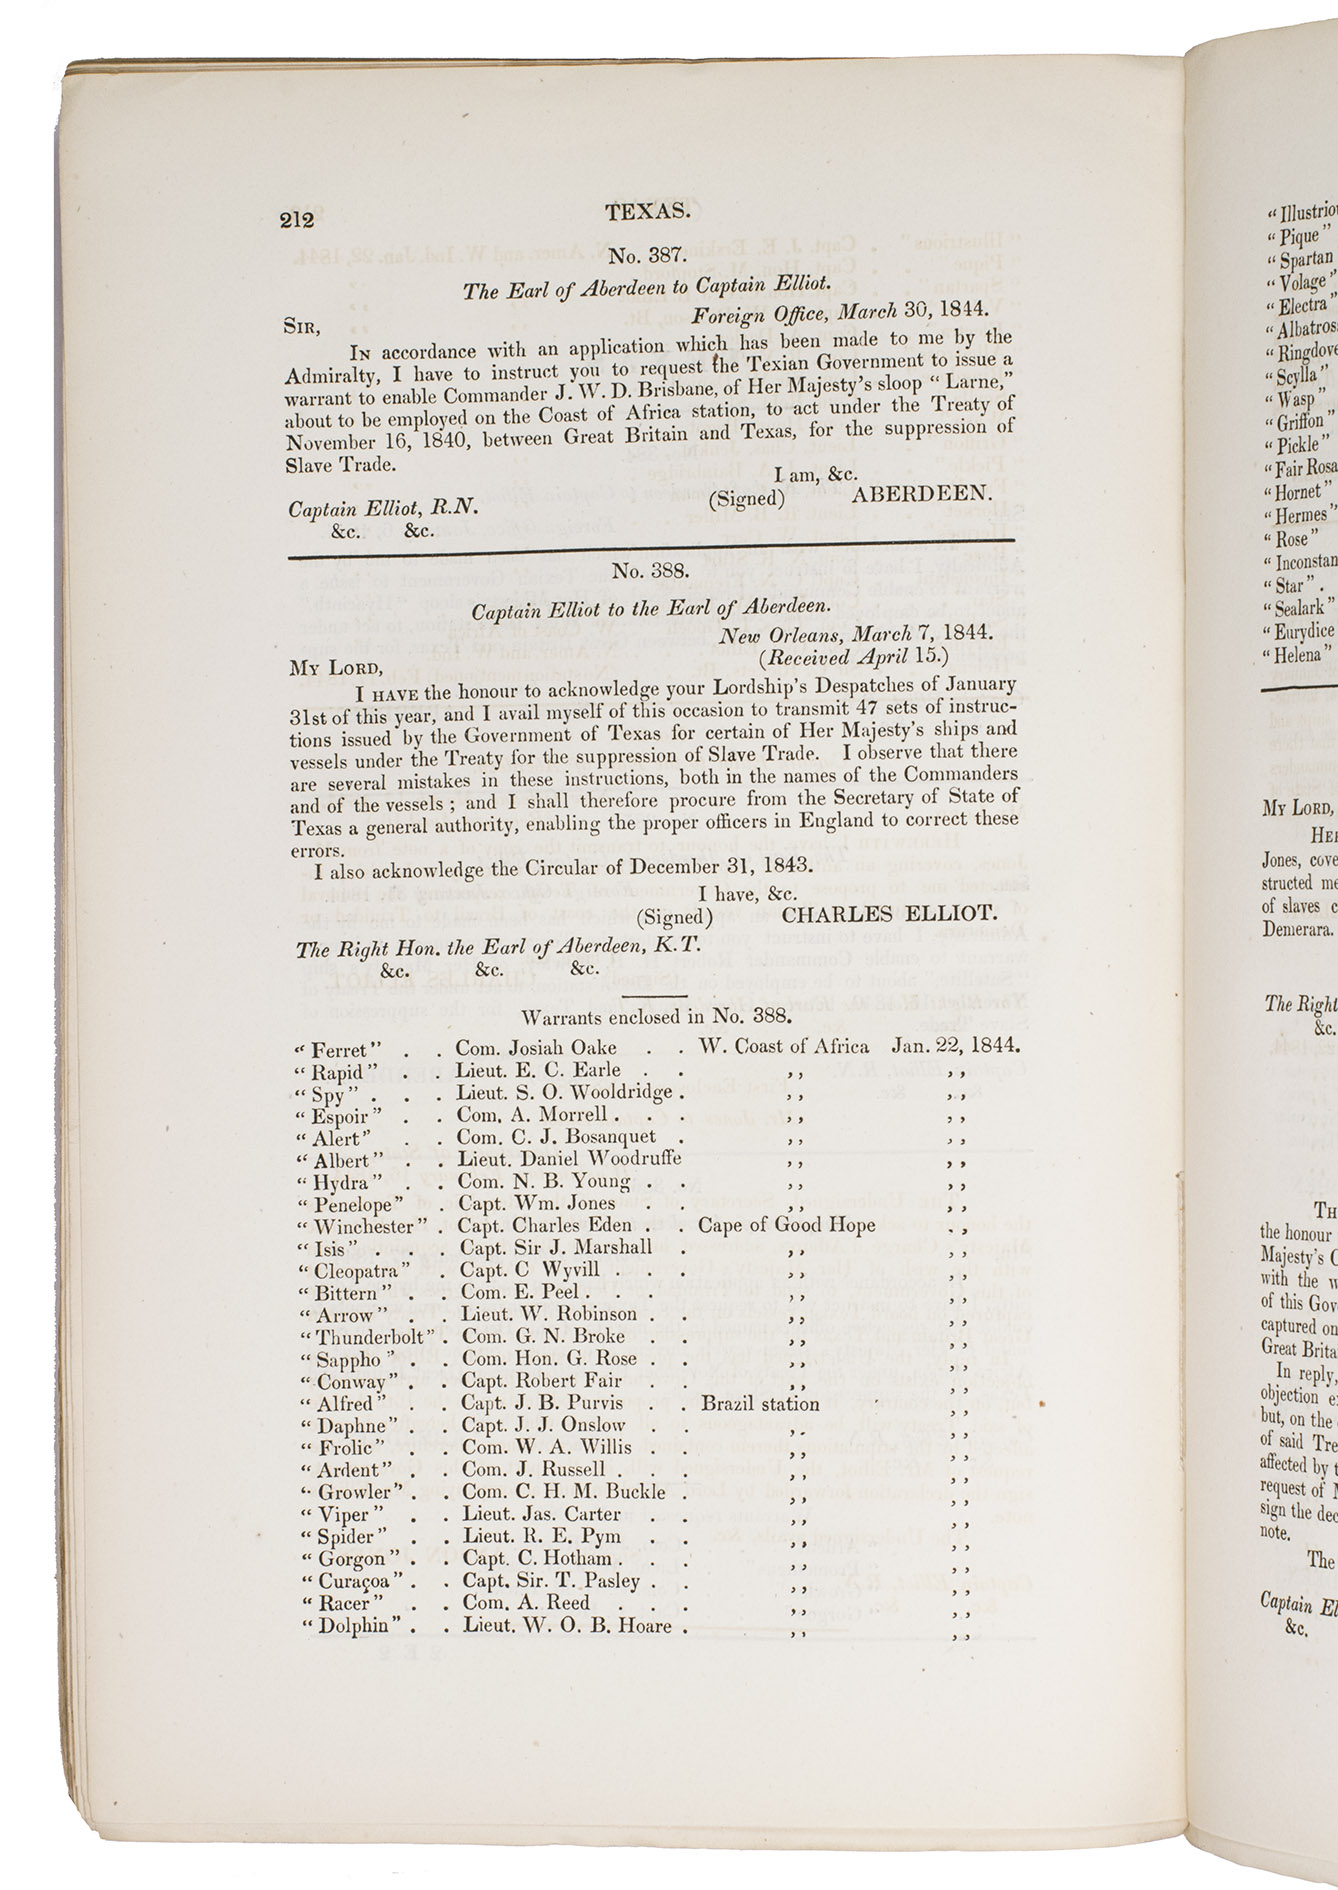 212
TEXAS.
No. 387.
The Earl of Aberdeen to Captain Elliot.
Foreign Office, March 30, 1844.
SIR,
IN accordance with an application which has been made to me by the
Admiralty, I have to instruct you to request the Texian Government to issue a
warrant to enable Commander J. W. D. Brisbane, of Her Majesty's sloop "Larne,"
about to be employed on the Coast of Africa station, to act under the Treaty of
November 16, 1840, between Great Britain and Texas, for the suppression of
Slave Trade.
I am, &c.
(Signed) ABERDEEN.
Captain Elliot, R.N.
&c. &c.
No. 388.
Captain Elliot to the Earl of Aberdeen.
New Orleans, March 7, 1844.
(Received April 15.)
MY LORD,
I HAVE the honour to acknowledge your Lordship's Despatches of January
31st of this year, and I avail myself of this occasion to transmit 47 sets of instruc-
tions issued by the Government of Texas for certain of Her Majesty's ships and
vessels under the Treaty for the suppression of Slave Trade. I observe that there
are several mistakes in these instructions, both in the names of the Commanders
and of the vessels; and I shall therefore procure from the Secretary of State of
Texas a general authority, enabling the proper officers in England to correct these
errors.
I also acknowledge the Circular of December 31, 1843.
I have, &c.
(Signed) CHARLES ELLIOT.
The Right Hon. the Earl of Aberdeen, K.T.
&c. &c. &c.
Warrants enclosed in No. 388.
"Ferret" . . Com. Josiah Oake . . W. Coast of Africa Jan. 22, 1844.
"Rapid" . . Lieut. E. C. Earle . . ,, ,,
"Spy" . . . Lieut. S. O. Wooldridge . ,, ,,
"Espoir" . . Com. A. Morrell . . . ,, ,,
"Alert" . . Com. C. J. Bosanquet . ,, ,,
"Albert" . . Lieut. Daniel Woodruffe ,, ,,
"Hydra" . . Com. N. B. Young . . ,, ,,
"Penelope" . Capt. Wm. Jones . . ,, ,,
"Winchester" . Capt. Charles Eden . . Cape of Good Hope ,,
"Isis" . . . Capt. Sir J. Marshall . ,, ,,
"Cleopatra" . Capt. C Wyvill . . . ,, ,,
"Bittern" . . Com. E. Peel . . . ,, ,,
"Arrow" . . Lieut. W. Robinson . . ,, ,,
"Thunderbolt" . Com. G. N. Broke . . ,, ,,
"Sappho" . . Com. Hon. G. Rose . . ,, ,,
"Conway" . . Capt. Robert Fair . . ,, ,,
"Alfred" . . Capt. J. B. Purvis . . Brazil station ,,
"Daphne" . . Capt. J. J. Onslow . . ,, ,,
"Frolic" . . Com. W. A. Willis . . ,, ,,
"Ardent" . . Com. J. Russell . . . ,, ,,
"Growler" . . Com. C. H. M. Buckle . ,, ,,
"Viper" . . Lieut. Jas. Carter . . ,, ,,
"Spider" . . Lieut. R. E. Pym . . ,, ,,
"Gorgon" . . Capt. C. Hotham . . . ,, ,,
"Curaçoa" . . Capt. Sir. T. Pasley . . ,, ,,
"Racer" . . Com. A. Reed . . . ,, ,,
"Dolphin" . . Lieut. W. O. B. Hoare . ,, ,,
"Illustrio
"Pique"
"Spartan
"Volage"
"Electra"
"Albatros
"Ringdove
"Scylla"
"Wasp"
"Griffon"
"Pickle"
"Fair Rosa
"Hornet"
"Hermes"
"Rose"
"Inconstan
"Star" .
"Sealark"
"Eurydice
"Helena"
MY LORD,
HE
Jones, cove
structed me
of slaves c
Demerara.
The Right
&c.
TH
the honour
Majesty's C
with the w
of this Gov
captured on
Great Brita
In reply,
objection e
but, on the
of said Tre
affected by t
request of M
sign the dec
note.
The
Captain El
&c.